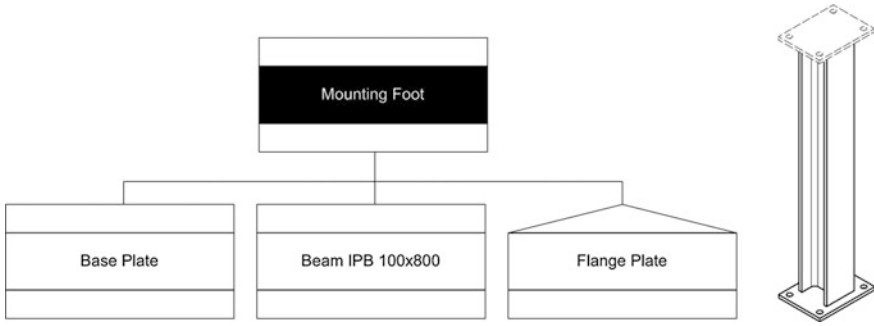 Mounting Foot
Base Plate
Beam IPB 100x800
Flange Plate